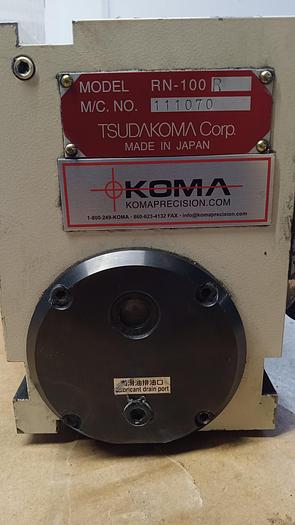 MODEL RN-100R
M/C. NO. 111070
TSUDAKOMA Corp.
MADE IN JAPAN
KOMA
KOMAPRECISION.COM
1-800-249-KOMA · 860-623-4132 FAX · info@komaprecision.com
潤滑油排油口
Lubricant drain port